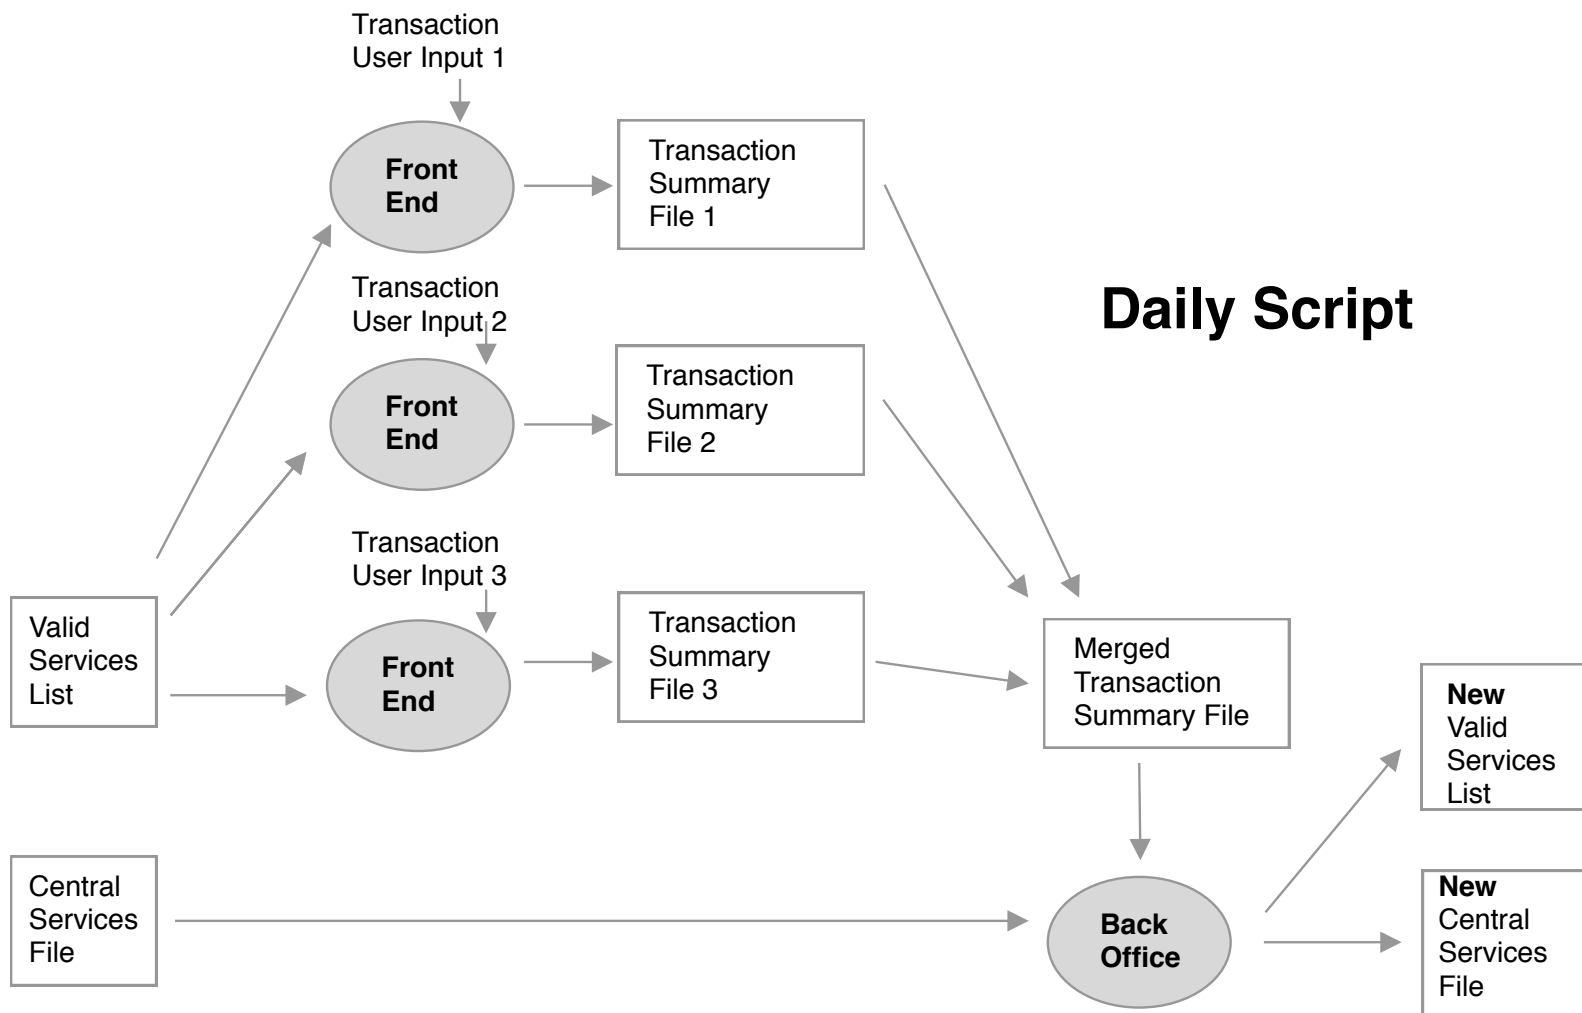 Transaction
User Input 1
Front
End
Transaction
Summary
File 1
Transaction
User Input 2
Daily Script
Front
End
Transaction
Summary
File 2
Transaction
User Input 3
Valid
Services
List
Front
End
Transaction
Summary
File 3
Merged
Transaction
Summary File
New
Valid
Services
List
Central
Services
File
Back
Office
New
Central
Services
File